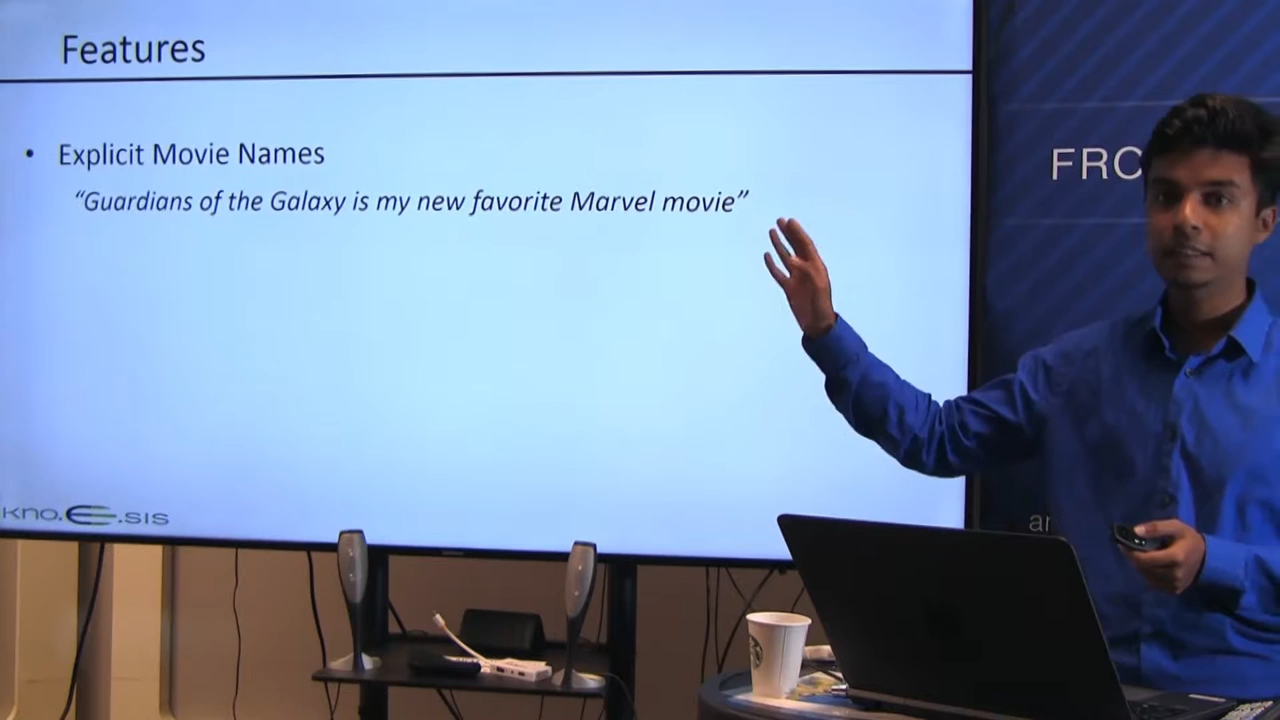 Features
• Explicit Movie Names
“Guardians of the Galaxy is my new favorite Marvel movie”
kno.e.sis
FRO